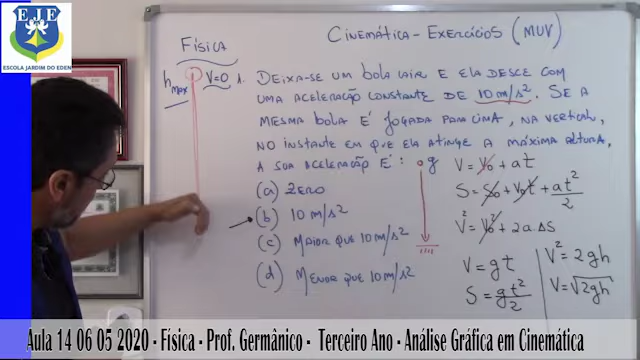 EJE
ESCOLA JARDIM DO EDEN
FÍSICA
CINEMÁTICA - EXERCÍCIOS (MUV)
hMAX
V=0
1. DEIXA-SE UM BOLA CAIR E ELA DESCE COM
UMA ACELERAÇÃO CONSTANTE DE 10 m/s². SE A
MESMA BOLA É JOGADA PARA CIMA, NA VERTICAL,
NO INSTANTE EM QUE ELA ATINGE A MÁXIMA ALTURA,
A SUA ACELERAÇÃO É:
(a) ZERO
(b) 10 m/s²
(c) MAIOR QUE 10 m/s²
(d) MENOR QUE 10 m/s²
g
V = V₀ + at
S = S₀ + V₀t + at²/2
V² = V₀² + 2a.ΔS
V = gt
S = gt²/2
V² = 2gh
V = √2gh
Aula 14 06 05 2020 - Física - Prof. Germânico - Terceiro Ano - Análise Gráfica em Cinemática